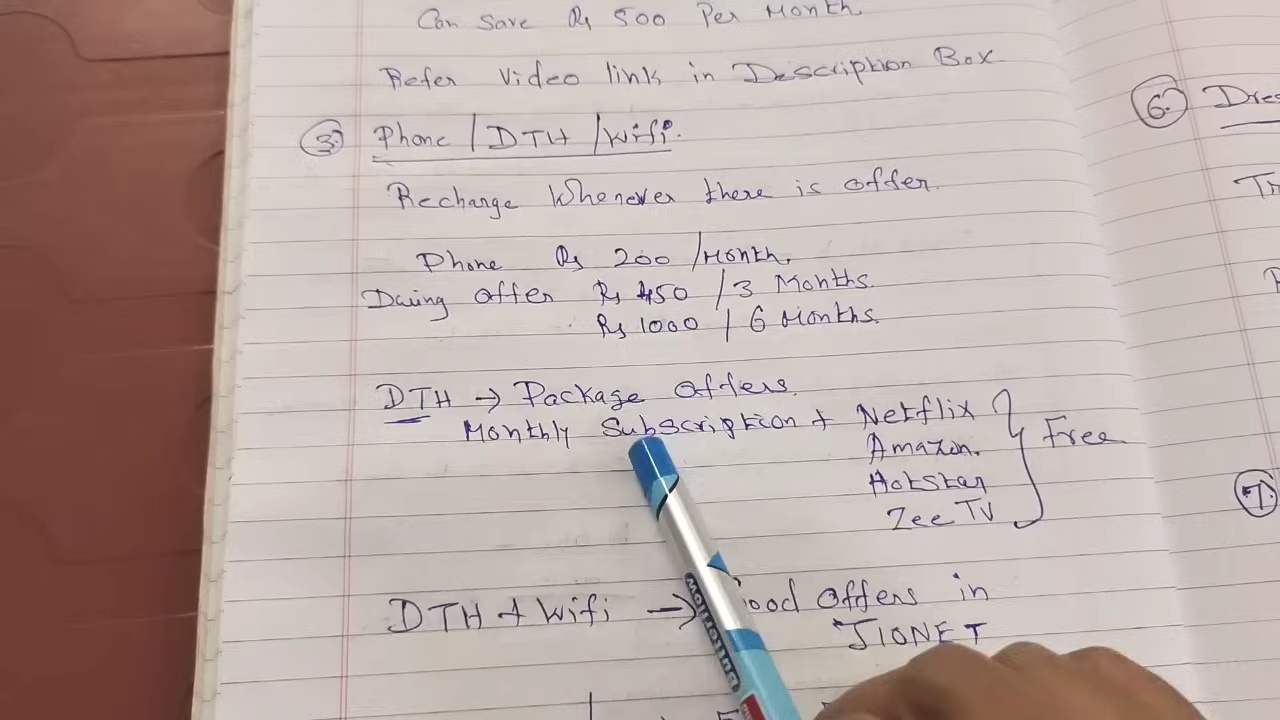 Can Save Rs 500 Per Month
Refer Video link in Description Box
3. Phone / DTH / Wifi.
Recharge Whenever there is offer.
Phone Rs 200 / Month.
During offer Rs 450 / 3 Months.
Rs 1000 / 6 Months.
DTH → Package Offers.
Monthly Subscription + Netflix
Amazon. } Free
Hotstar
Zee TV
DTH + Wifi → Good Offers in
JIONET
6.
7.
Butterflow